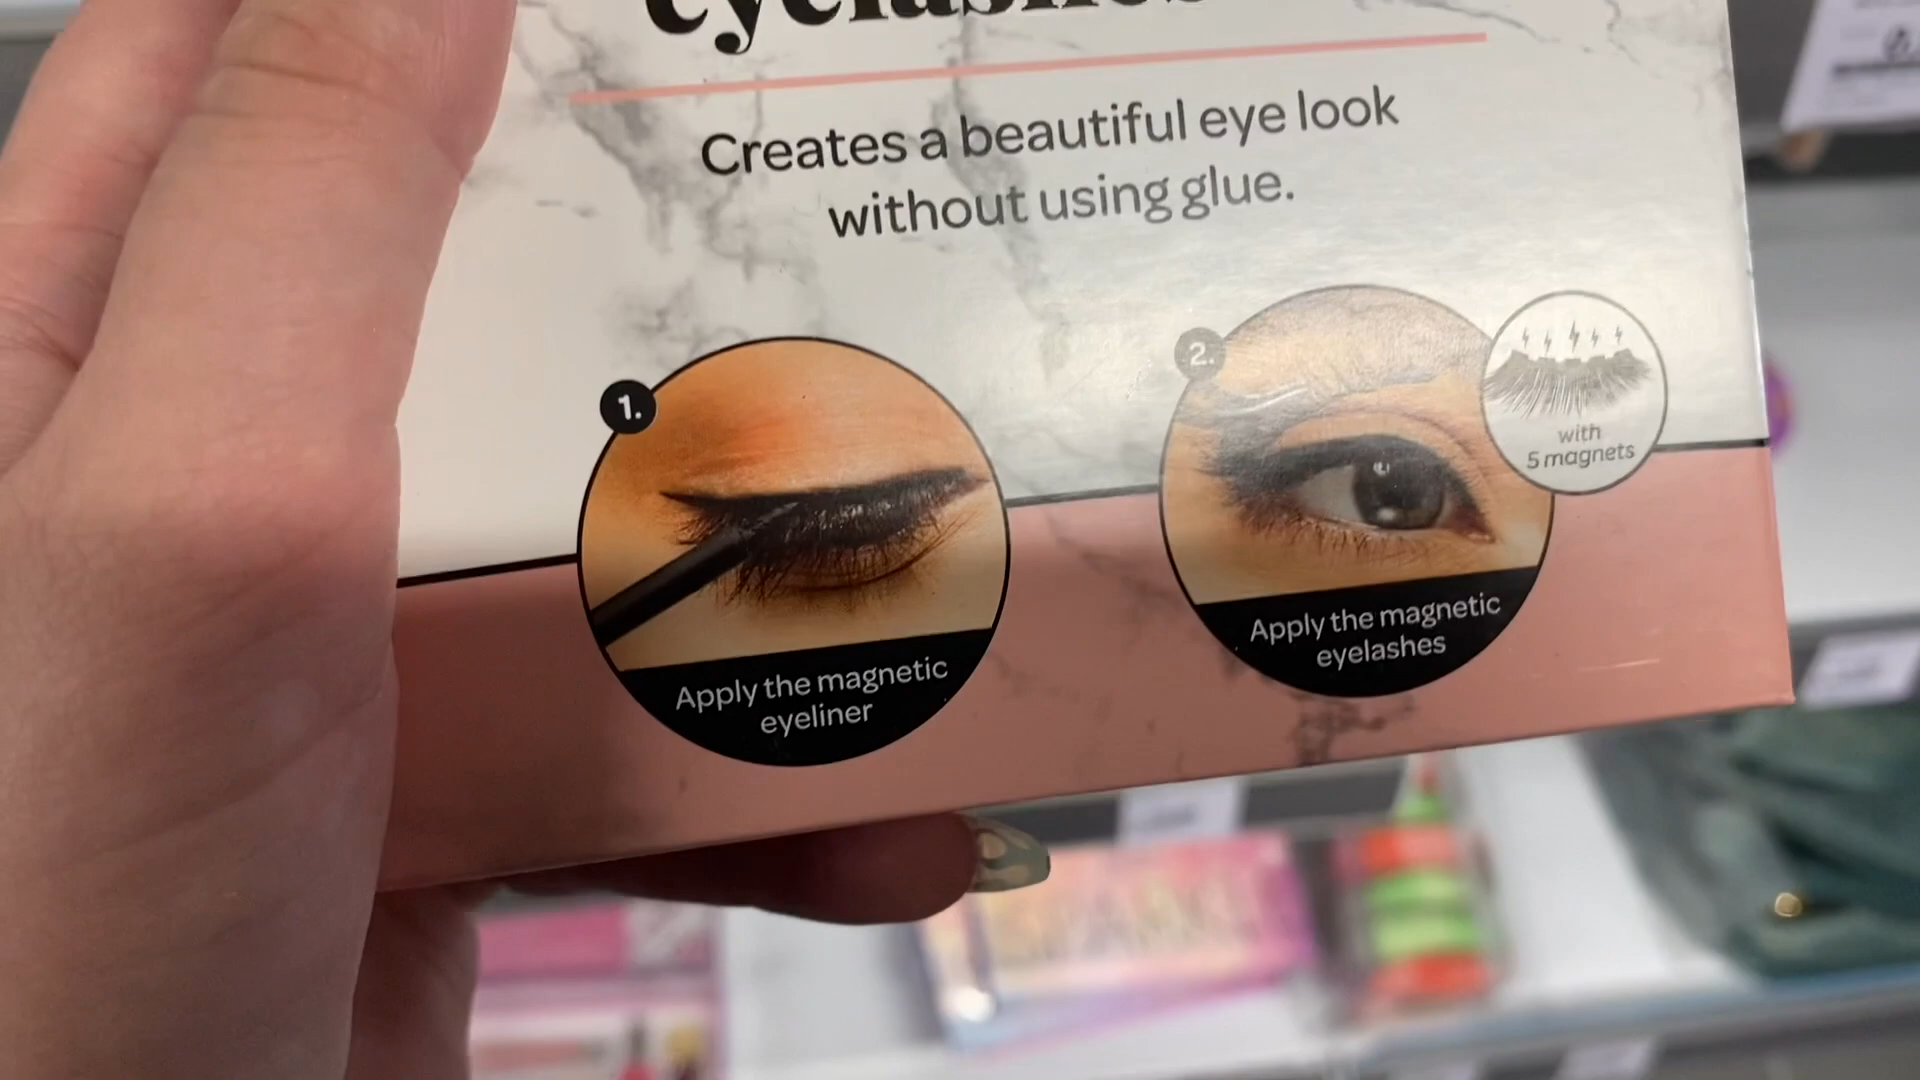 eyelashes
Creates a beautiful eye look
without using glue.
1.
Apply the magnetic
eyeliner
2.
with
5 magnets
Apply the magnetic
eyelashes